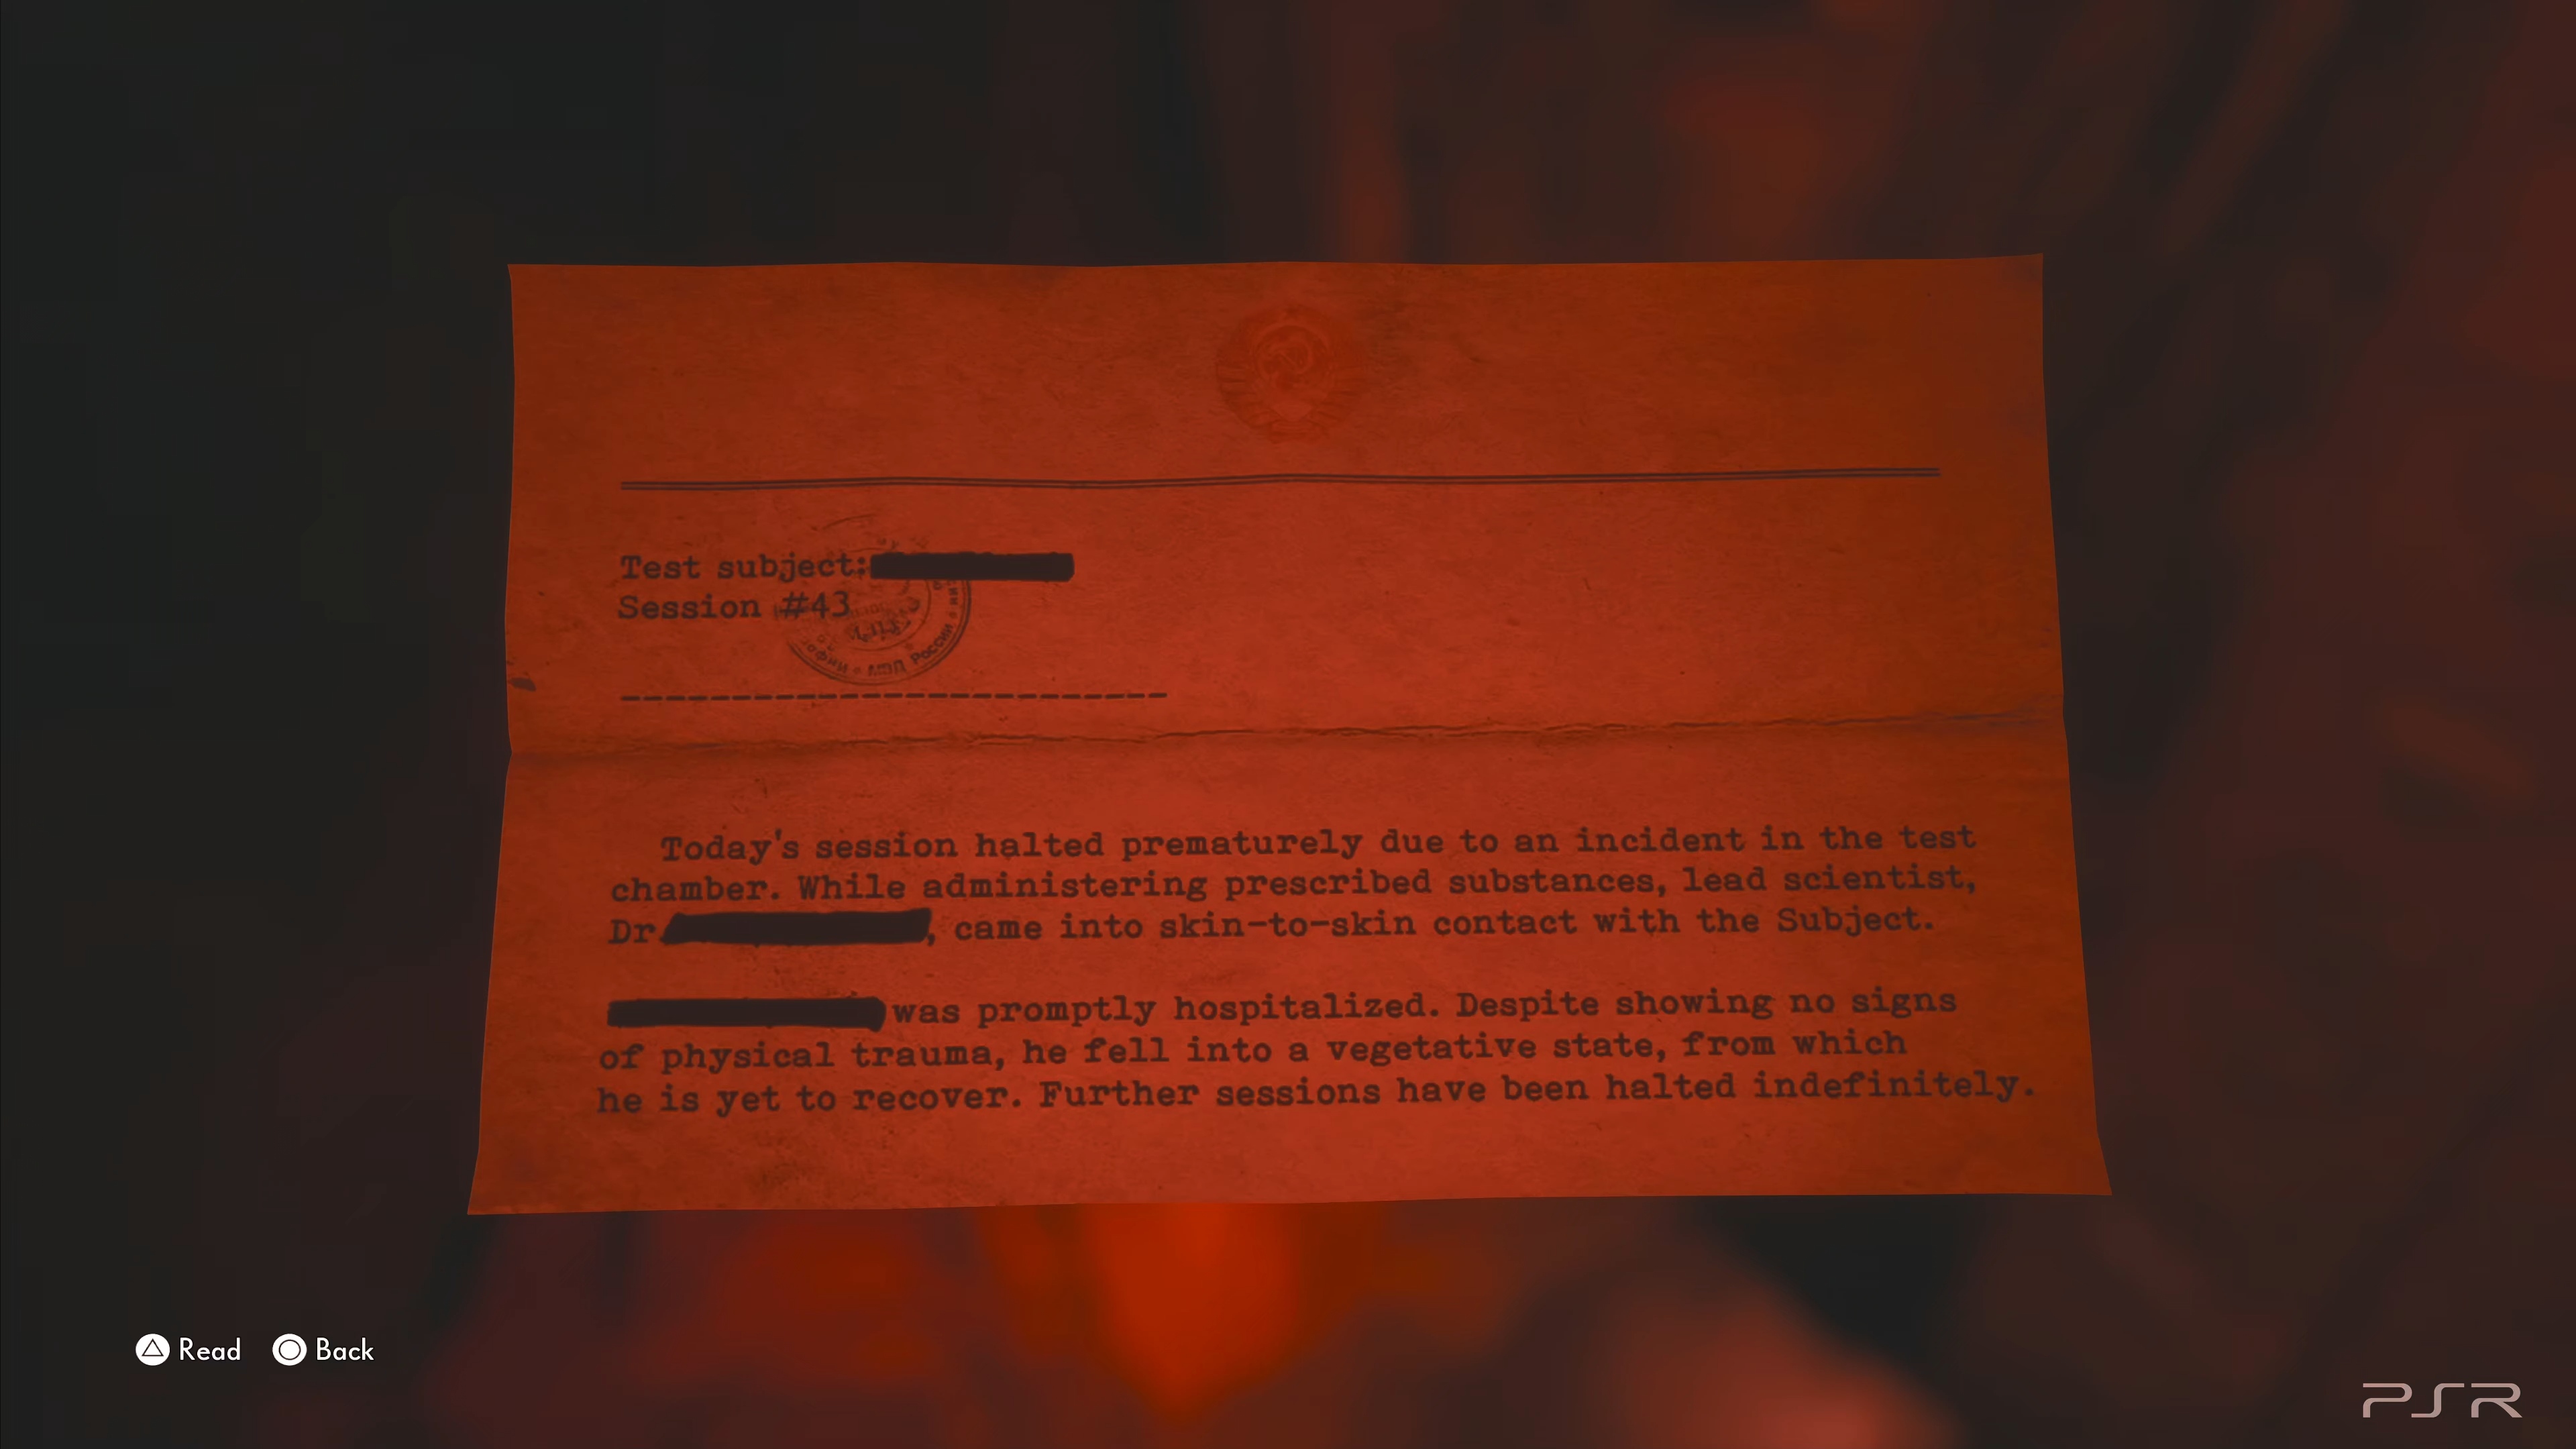 Test subject:
Session #43
России
Today's session halted prematurely due to an incident in the test
chamber. While administering prescribed substances, lead scientist,
Dr , came into skin-to-skin contact with the Subject.
was promptly hospitalized. Despite showing no signs
of physical trauma, he fell into a vegetative state, from which
he is yet to recover. Further sessions have been halted indefinitely.
Read Back
PSR